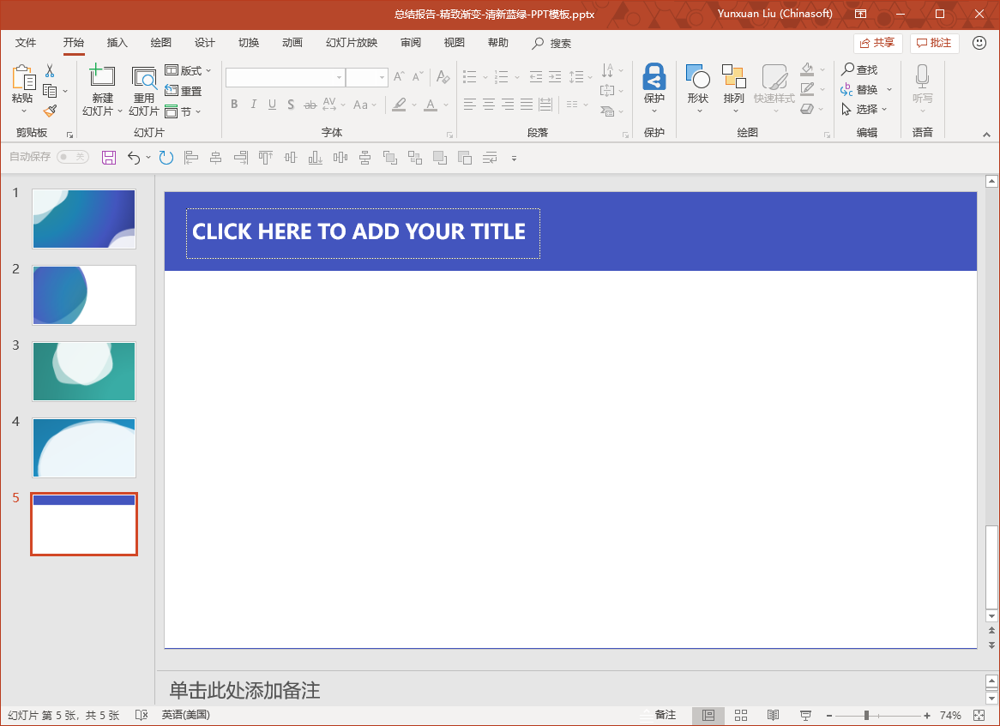 总结报告-精致渐变-清新蓝绿-PPT模板.pptx
Yunxuan Liu (Chinasoft)
文件 开始 插入 绘图 设计 切换 动画 幻灯片放映 审阅 视图 帮助 搜索 共享 批注
粘贴
新建
幻灯片
重用
幻灯片
版式
重置
节
B I U S ab AV Aa A
保护
形状
排列
快速样式
查找
替换
选择
听写
剪贴板 幻灯片 字体 段落 保护 绘图 编辑 语音
自动保存 关
1
2
3
4
5
CLICK HERE TO ADD YOUR TITLE
单击此处添加备注
幻灯片 第 5 张，共 5 张 英语(美国) 备注 74%